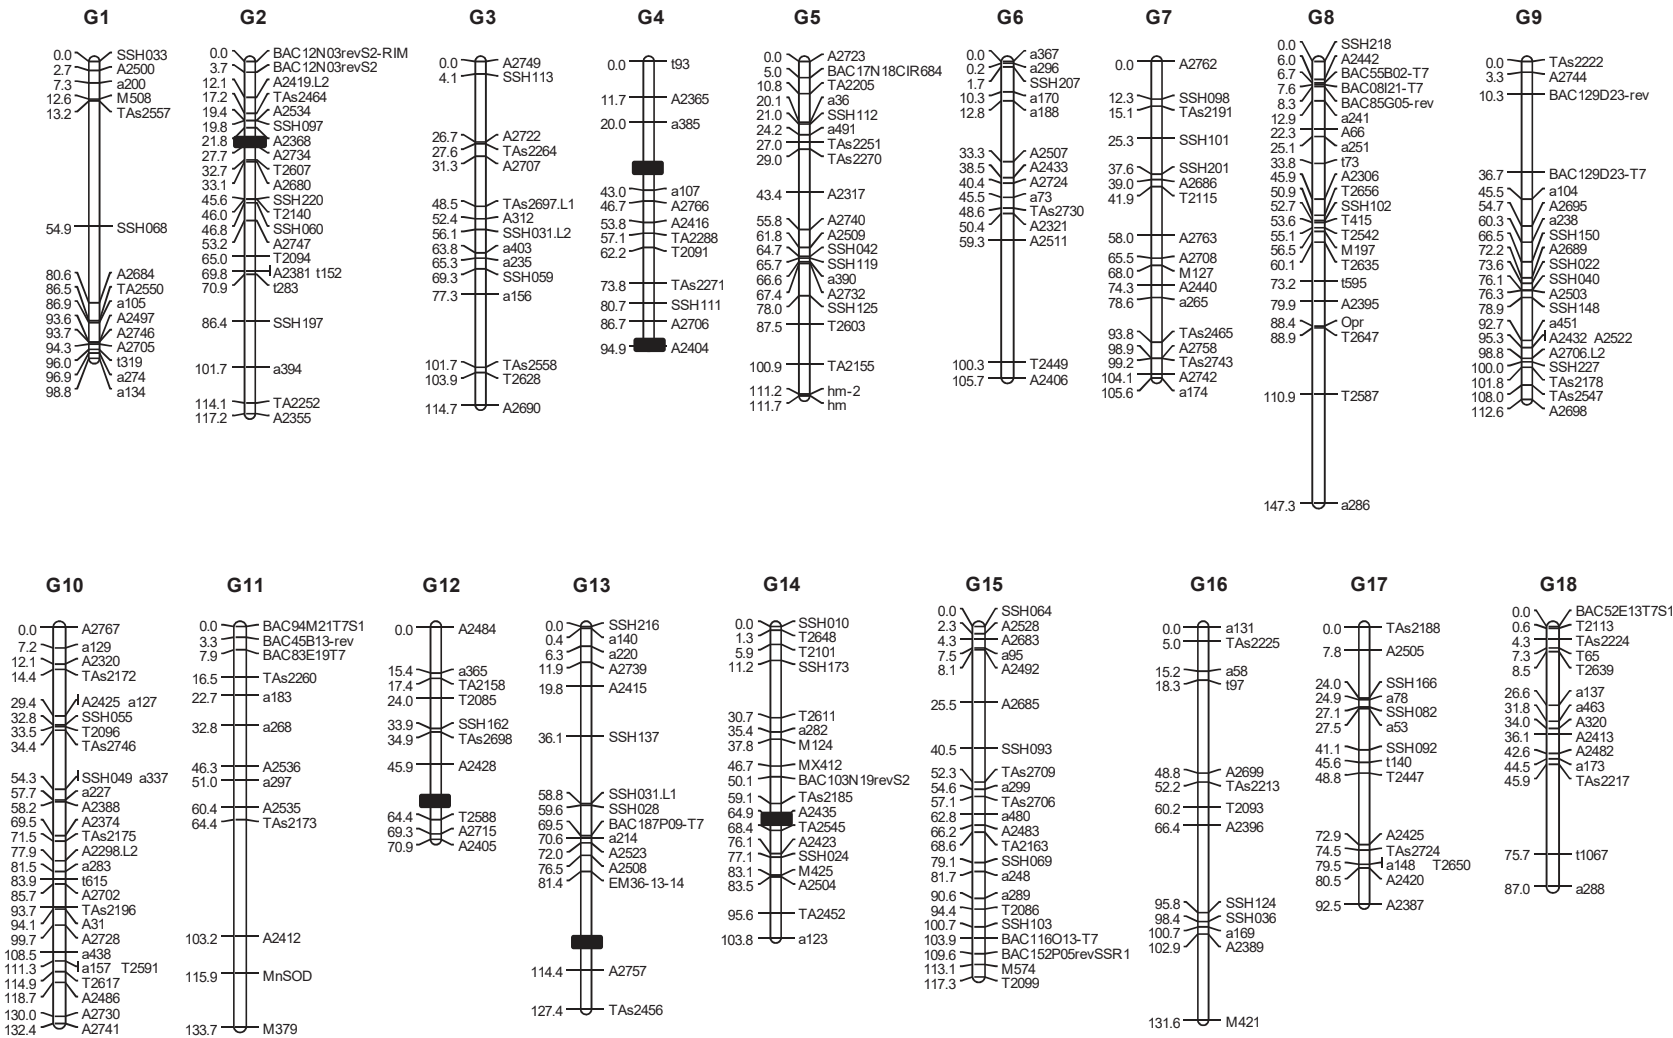 G1
0.0 SSH033
2.7 A2500
7.3 a200
12.6 M508
13.2 TAs2557
54.9 SSH068
80.6 A2684
86.5 TA2550
86.9 a105
93.6 A2497
93.7 A2746
94.3 A2705
96.0 t319
96.9 a274
98.8 a134
G2
0.0 BAC12N03revS2-RIM
3.7 BAC12N03revS2
12.1 A2419.L2
17.2 TAs2464
19.4 A2534
19.8 SSH097
21.8 A2368
27.7 A2734
32.7 T2607
33.1 A2680
45.6 SSH220
46.0 T2140
46.8 SSH060
53.2 A2747
65.0 T2094
69.8 A2381 t152
70.9 t283
86.4 SSH197
101.7 a394
114.1 TA2252
117.2 A2355
G3
0.0 A2749
4.1 SSH113
26.7 A2722
27.6 TAs2264
31.3 A2707
48.5 TAs2697.L1
52.4 A312
56.1 SSH031.L2
63.8 a403
65.3 a235
69.3 SSH059
77.3 a156
101.7 TAs2558
103.9 T2628
114.7 A2690
G4
0.0 t93
11.7 A2365
20.0 a385
43.0 a107
46.7 A2766
53.8 A2416
57.1 TA2288
62.2 T2091
73.8 TAs2271
80.7 SSH111
86.7 A2706
94.9 A2404
G5
0.0 A2723
5.0 BAC17N18CIR684
10.8 TA2205
20.1 a36
21.0 SSH112
24.2 a491
27.0 TAs2251
29.0 TAs2270
43.4 A2317
55.8 A2740
61.8 A2509
64.7 SSH042
65.7 SSH119
66.6 a390
67.4 A2732
78.0 SSH125
87.5 T2603
100.9 TA2155
111.2 hm-2
111.7 hm
G6
0.0 a367
0.2 a296
1.7 SSH207
10.3 a170
12.8 a188
33.3 A2507
38.5 A2433
40.4 A2724
45.5 a73
48.6 TAs2730
50.4 A2321
59.3 A2511
100.3 T2449
105.7 A2406
G7
0.0 A2762
12.3 SSH098
15.1 TAs2191
25.3 SSH101
37.6 SSH201
39.0 A2686
41.9 T2115
58.0 A2763
65.5 A2708
68.0 M127
74.3 A2440
78.6 a265
93.8 TAs2465
98.9 A2758
99.2 TAs2743
104.1 A2742
105.6 a174
G8
0.0 SSH218
6.0 A2442
6.7 BAC55B02-T7
7.6 BAC08I21-T7
8.3 BAC85G05-rev
12.9 a241
22.3 A66
25.1 a251
33.8 t73
45.9 A2306
50.9 T2656
52.7 SSH102
53.6 T415
55.1 T2542
56.5 M197
60.1 T2635
73.2 t595
79.9 A2395
88.4 Opr
88.9 T2647
110.9 T2587
147.3 a286
G9
0.0 TAs2222
3.3 A2744
10.3 BAC129D23-rev
36.7 BAC129D23-T7
45.5 a104
54.7 A2695
60.3 a238
66.5 SSH150
72.2 A2689
73.6 SSH022
76.1 SSH040
76.3 A2503
78.9 SSH148
92.7 a451
95.3 A2432 A2522
98.8 A2706.L2
100.0 SSH227
101.8 TAs2178
108.0 TAs2547
112.6 A2698
G10
0.0 A2767
7.2 a129
12.1 A2320
14.4 TAs2172
29.4 A2425 a127
32.8 SSH055
33.5 T2096
34.4 TAs2746
54.3 SSH049 a337
57.7 a227
58.2 A2388
69.5 A2374
71.5 TAs2175
77.9 A2298.L2
81.5 a283
83.9 t615
85.7 A2702
93.7 TAs2196
94.1 A31
99.7 A2728
108.5 a438
111.3 a157 T2591
114.9 T2617
118.7 A2486
130.0 A2730
132.4 A2741
G11
0.0 BAC94M21T7S1
3.3 BAC45B13-rev
7.9 BAC83E19T7
16.5 TAs2260
22.7 a183
32.8 a268
46.3 A2536
51.0 a297
60.4 A2535
64.4 TAs2173
103.2 A2412
115.9 MnSOD
133.7 M379
G12
0.0 A2484
15.4 a365
17.4 TA2158
24.0 T2085
33.9 SSH162
34.9 TAs2698
45.9 A2428
64.4 T2588
69.3 A2715
70.9 A2405
G13
0.0 SSH216
0.4 a140
6.3 a220
11.9 A2739
19.8 A2415
36.1 SSH137
58.8 SSH031.L1
59.6 SSH028
69.5 BAC187P09-T7
70.6 a214
72.0 A2523
76.5 A2508
81.4 EM36-13-14
114.4 A2757
127.4 TAs2456
G14
0.0 SSH010
1.3 T2648
5.9 T2101
11.2 SSH173
30.7 T2611
35.4 a282
37.8 M124
46.7 MX412
50.1 BAC103N19revS2
59.1 TAs2185
64.9 A2435
68.4 TA2545
76.1 A2423
77.1 SSH024
83.1 M425
83.5 A2504
95.6 TA2452
103.8 a123
G15
0.0 SSH064
2.3 A2528
4.3 A2683
7.5 a95
8.1 A2492
25.5 A2685
40.5 SSH093
52.3 TAs2709
54.6 a299
57.1 TAs2706
62.8 a480
66.2 A2483
68.6 TA2163
79.1 SSH069
81.7 a248
90.6 a289
94.4 T2086
100.7 SSH103
103.9 BAC116O13-T7
109.6 BAC152P05revSSR1
113.1 M574
117.3 T2099
G16
0.0 a131
5.0 TAs2225
15.2 a58
18.3 t97
48.8 A2699
52.2 TAs2213
60.2 T2093
66.4 A2396
95.8 SSH124
98.4 SSH036
100.7 a169
102.9 A2389
131.6 M421
G17
0.0 TAs2188
7.8 A2505
24.0 SSH166
24.9 a78
27.1 SSH082
27.5 a53
41.1 SSH092
45.6 t140
48.8 T2447
72.9 A2425
74.5 TAs2724
79.5 a148 T2650
80.5 A2420
92.5 A2387
G18
0.0 BAC52E13T7S1
0.6 T2113
4.3 TAs2224
7.3 T65
8.5 T2639
26.6 a137
31.8 a463
34.0 A320
36.1 A2413
42.6 A2482
44.5 a173
45.9 TAs2217
75.7 t1067
87.0 a288